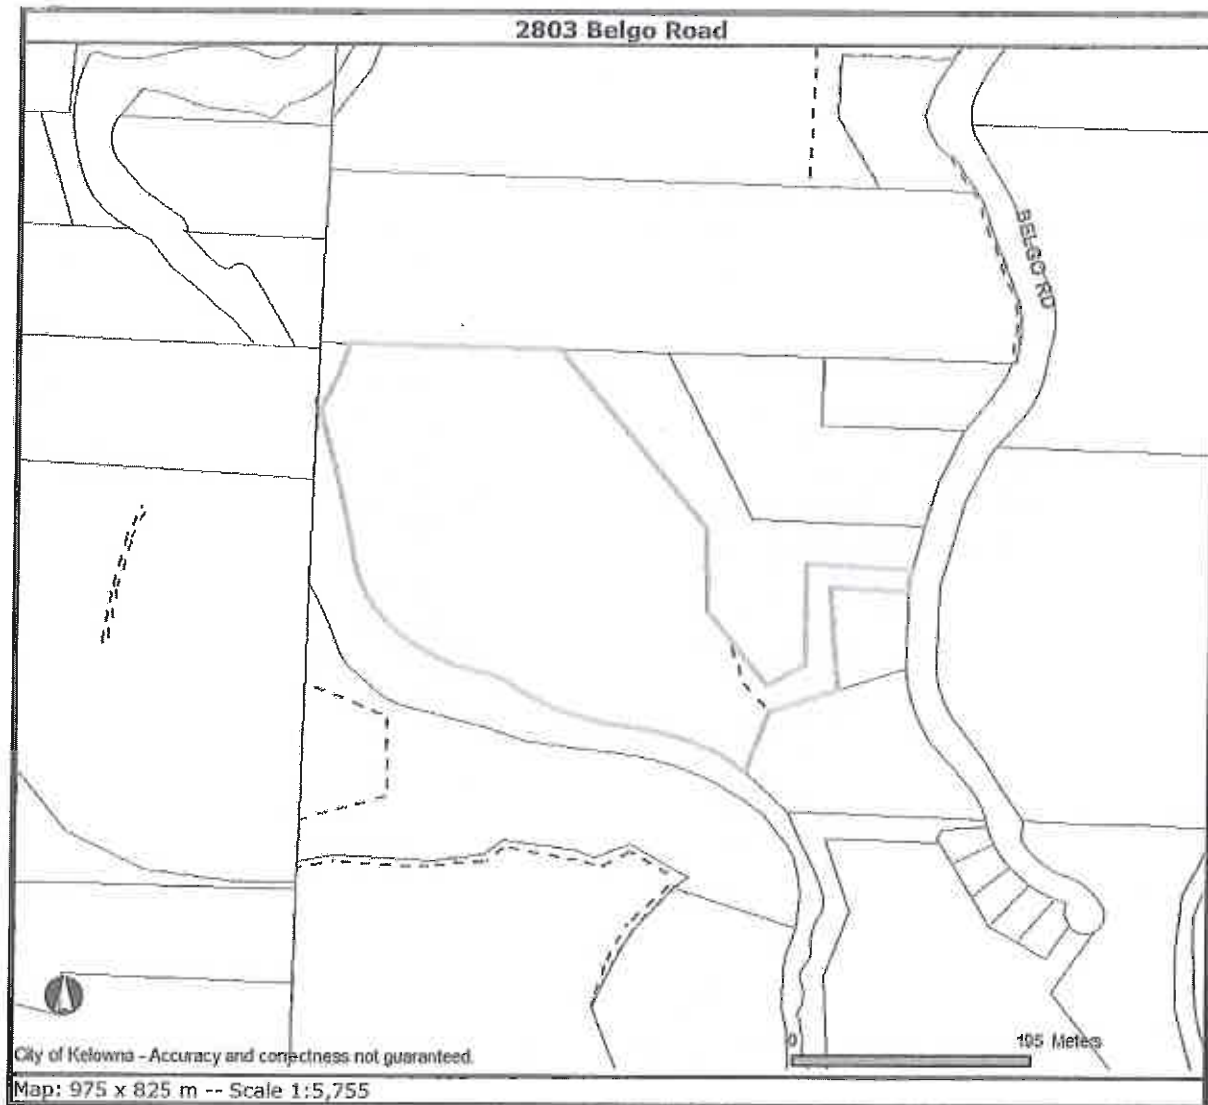 2803 Belgo Road
BELGO RD
0
195 Meters
City of Kelowna - Accuracy and correctness not guaranteed.
Map: 975 x 825 m -- Scale 1:5,755